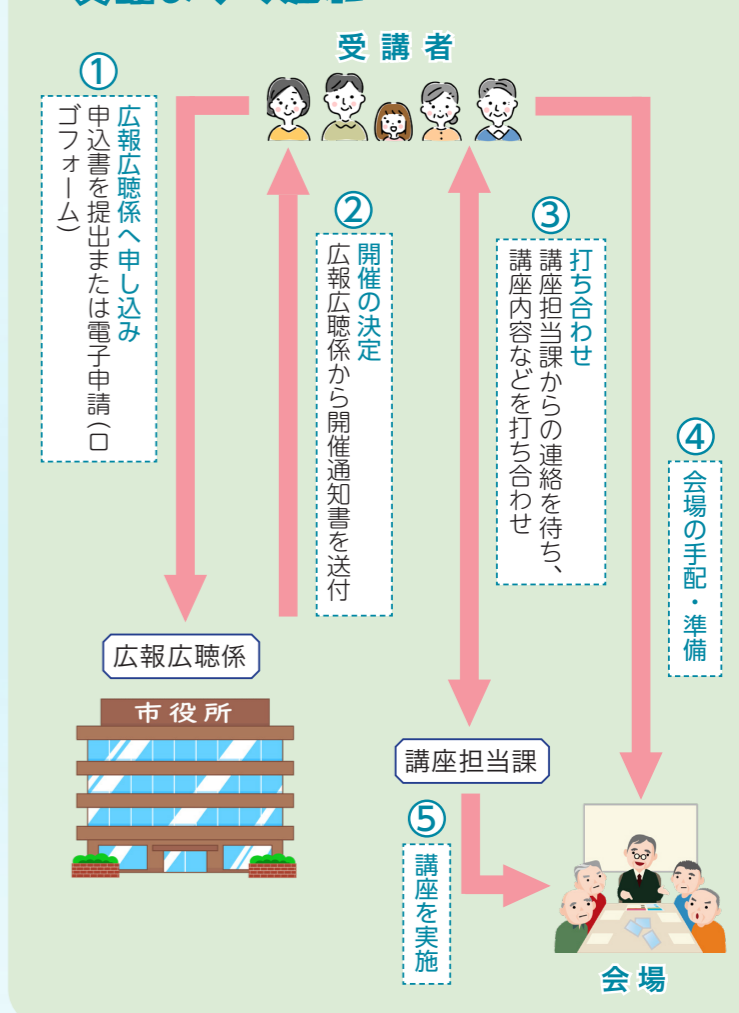 受講者
①
広報広聴係へ申し込み
申込書を提出または電子申請（ロ
ゴフォーム）
②
開催の決定
広報広聴係から開催通知書を送付
③
打ち合わせ
講座担当課からの連絡を待ち、
講座内容などを打ち合わせ
④
会場の手配・準備
広報広聴係
市役所
講座担当課
⑤
講座を実施
会場